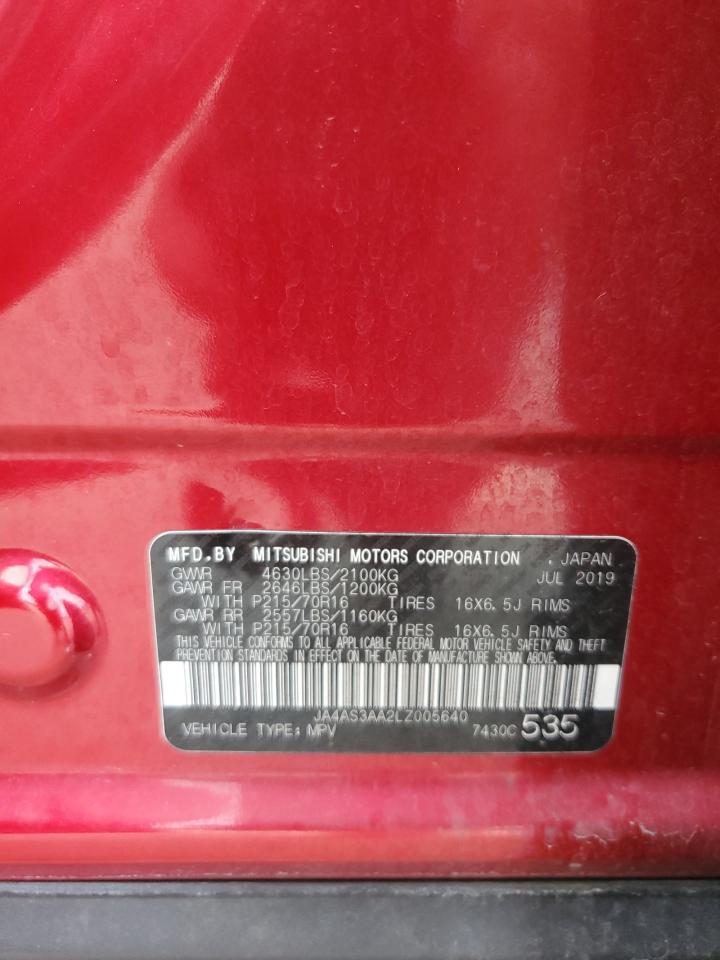 MFD.BY MITSUBISHI MOTORS CORPORATION . JAPAN
GVWR 4630LBS/2100KG JUL 2019
GAWR FR 2646LBS/1200KG
WITH P215/70R16 TIRES 16X6.5J RIMS
GAWR RR 2557LBS/1160KG
WITH P215/70R16 TIRES 16X6.5J RIMS
THIS VEHICLE CONFORMS TO ALL APPLICABLE FEDERAL MOTOR VEHICLE SAFETY AND THEFT
PREVENTION STANDARDS IN EFFECT ON THE DATE OF MANUFACTURE SHOWN ABOVE.
JA4AS3AA2LZ005640
VEHICLE TYPE: MPV 7430C 535